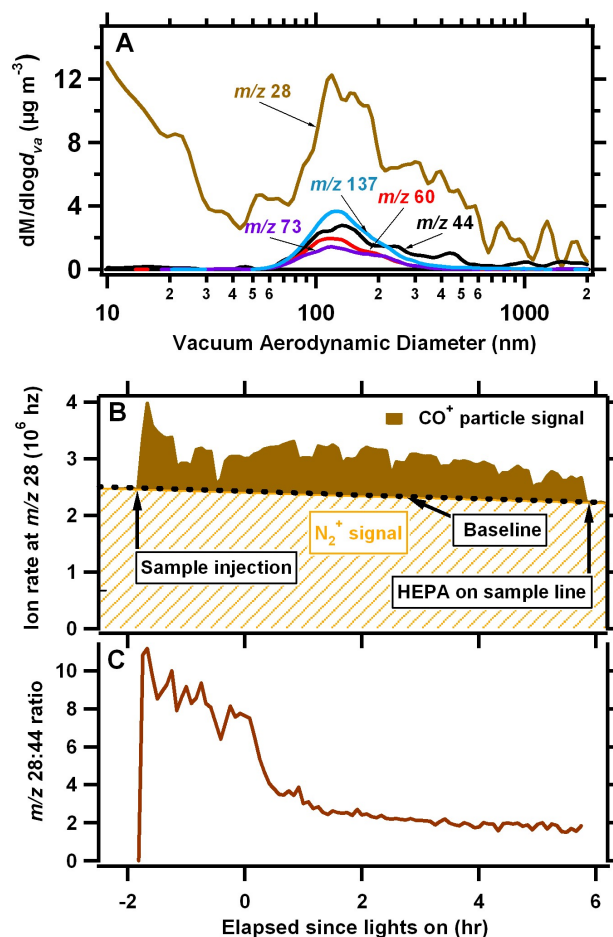 A
12
8
4
0
dM/dlogdva (µg m-3)
m/z 28
m/z 137
m/z 60
m/z 73
m/z 44
10 2 3 4 5 6 100 2 3 4 5 6 1000 2
Vacuum Aerodynamic Diameter (nm)
B
4
3
2
1
0
Ion rate at m/z 28 (10^6 hz)
CO+ particle signal
N2+ signal
Baseline
Sample injection
HEPA on sample line
C
10
8
6
4
2
0
m/z 28:44 ratio
-2 0 2 4 6
Elapsed since lights on (hr)